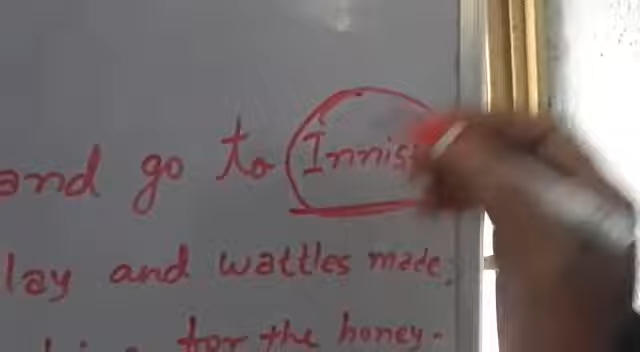 and go to Innis
lay and wattles made;
for the honey-